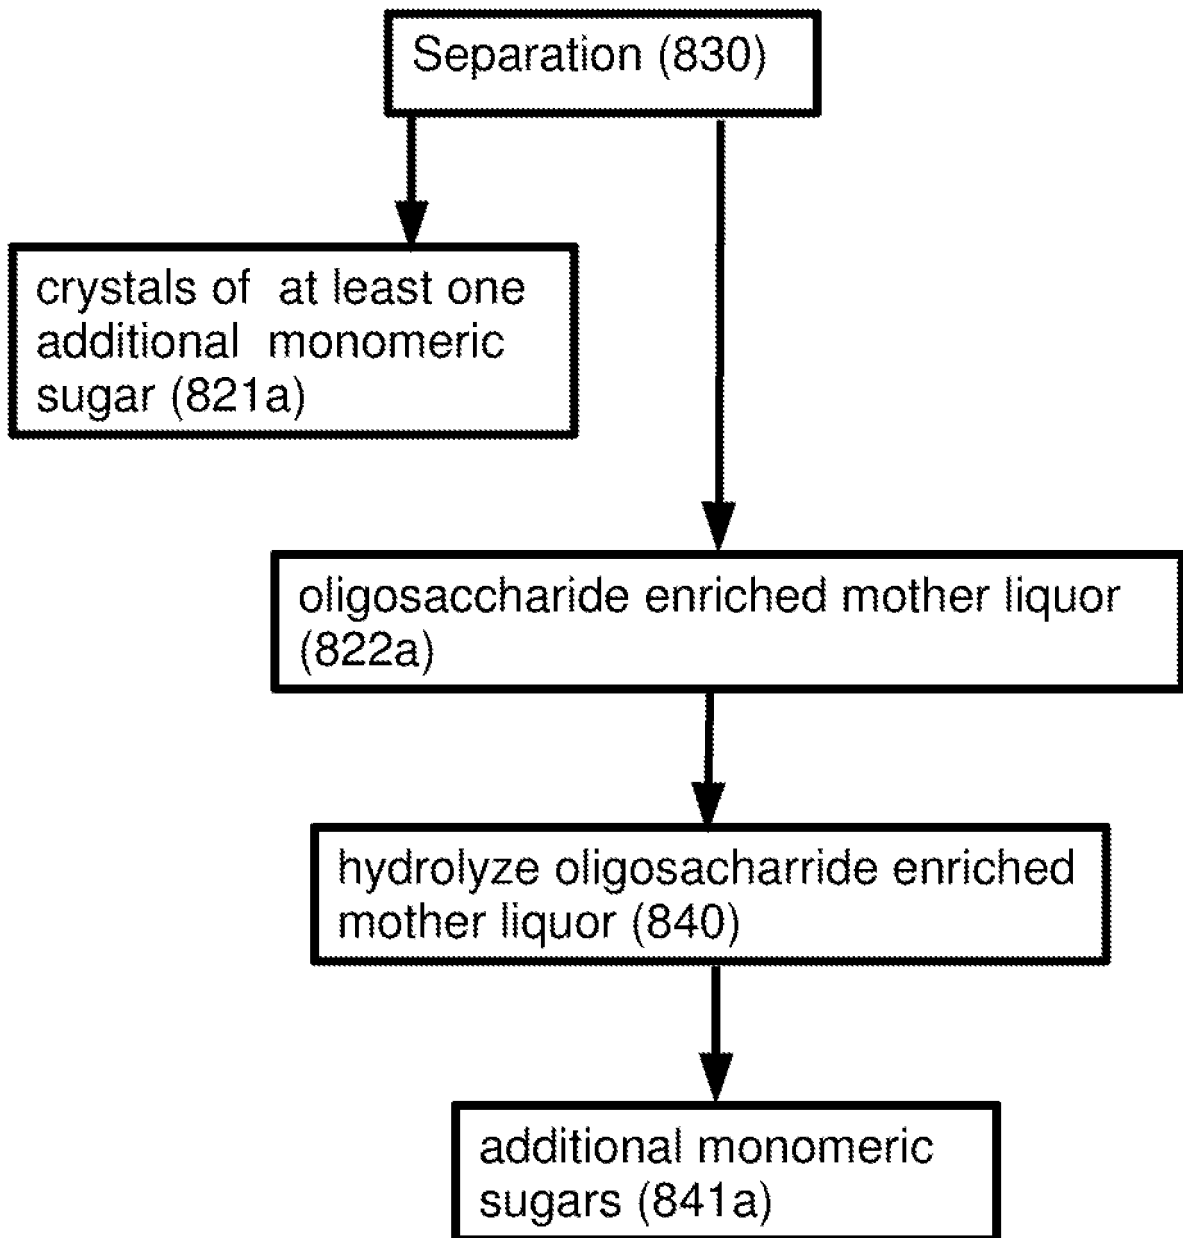 Separation (830)
crystals of at least one
additional monomeric
sugar (821a)
oligosaccharide enriched mother liquor
(822a)
hydrolyze oligosacharride enriched
mother liquor (840)
additional monomeric
sugars (841a)